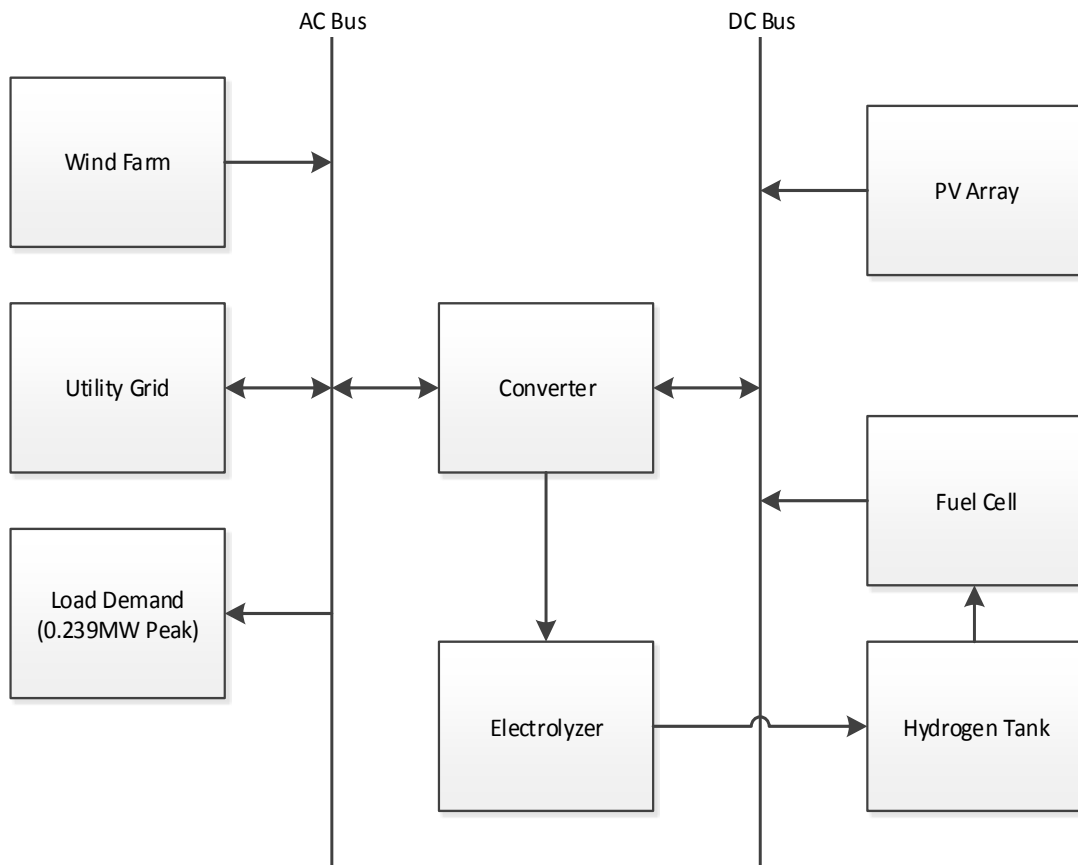 AC Bus
DC Bus
Wind Farm
PV Array
Utility Grid
Converter
Fuel Cell
Load Demand
(0.239MW Peak)
Electrolyzer
Hydrogen Tank